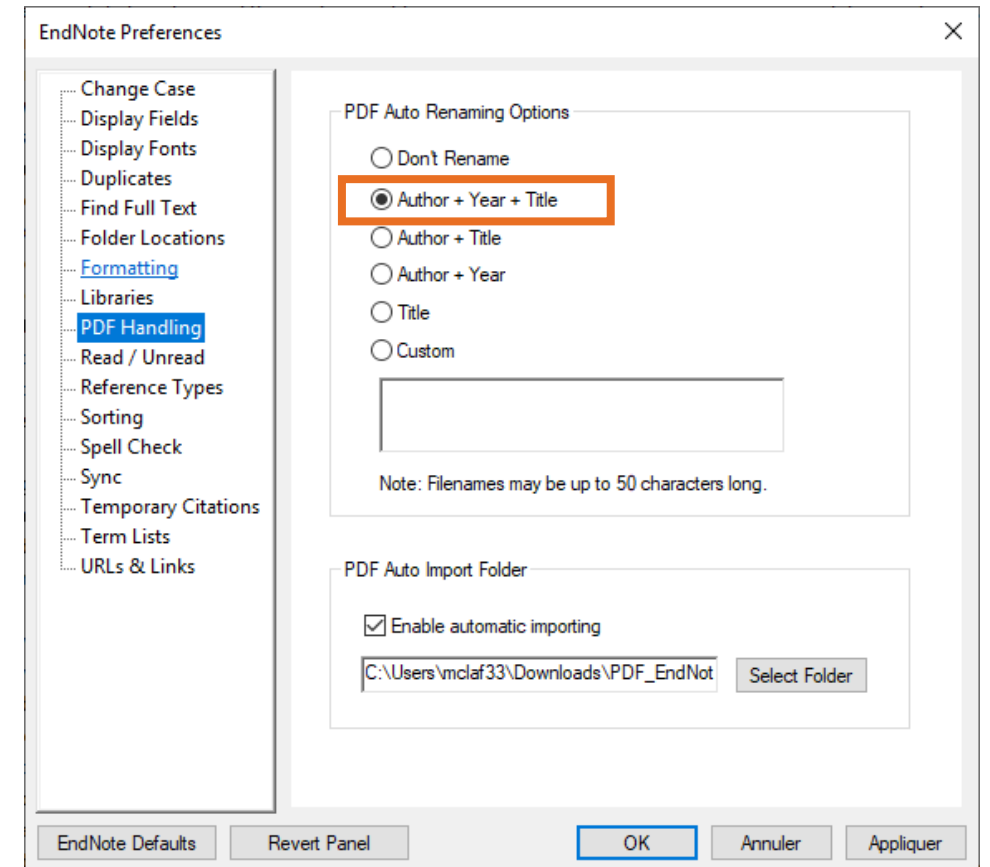 EndNote Preferences
Change Case
Display Fields
Display Fonts
Duplicates
Find Full Text
Folder Locations
Formatting
Libraries
PDF Handling
Read / Unread
Reference Types
Sorting
Spell Check
Sync
Temporary Citations
Term Lists
URLs & Links
PDF Auto Renaming Options
Don't Rename
Author + Year + Title
Author + Title
Author + Year
Title
Custom
Note: Filenames may be up to 50 characters long.
PDF Auto Import Folder
Enable automatic importing
C:\Users\mclaf33\Downloads\PDF_EndNot
Select Folder
EndNote Defaults
Revert Panel
OK
Annuler
Appliquer